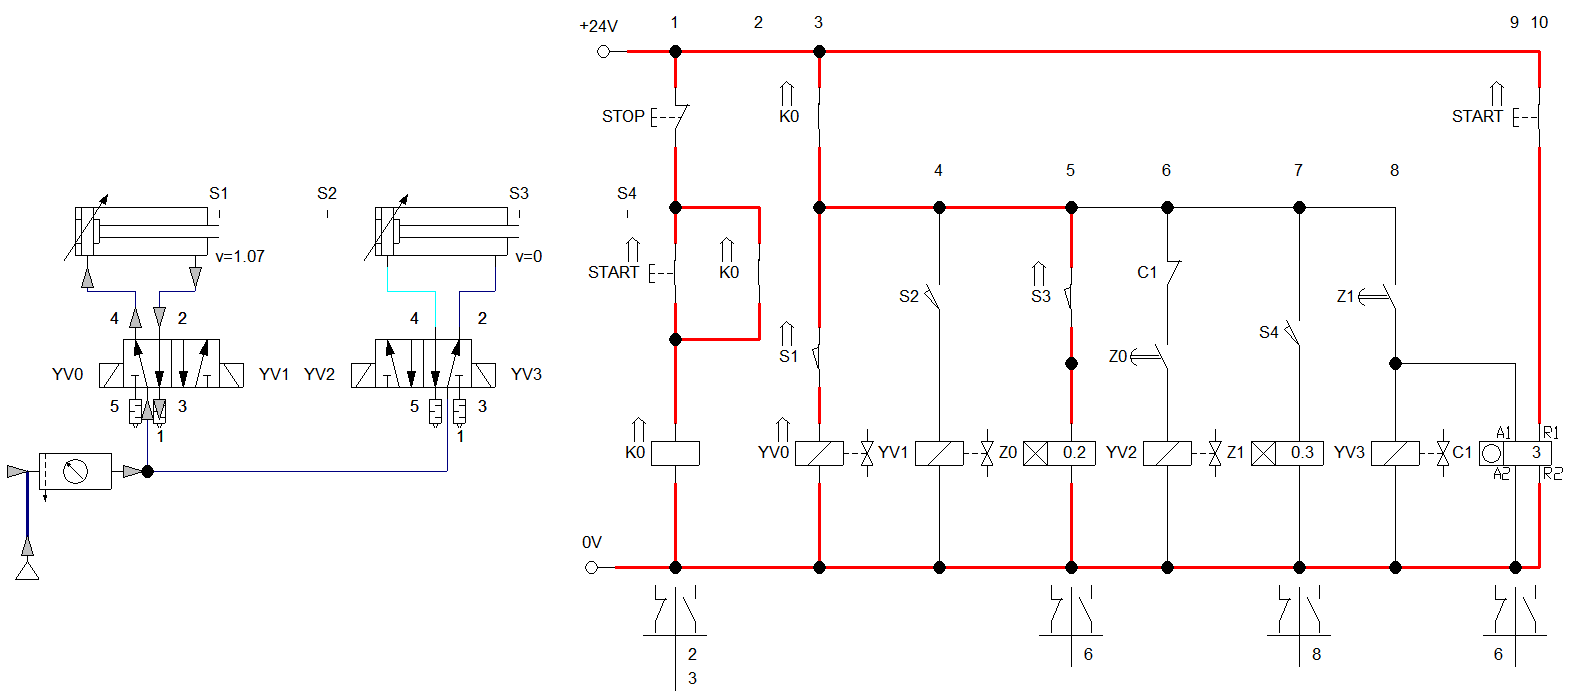 +24V 1 2 3 9 10
STOP K0 START
4 5 6 7 8
S1 S2 S3 S4
v=1.07 v=0 START K0 S2 S3 C1 Z1
4 2 4 2 S1 Z0 S4
YV0 YV1 YV2 YV3
5 3 5 3
1 1
A1 R1
K0 YV0 YV1 Z0 0.2 YV2 Z1 0.3 YV3 C1 3
A2 R2
0V
2 6 8 6
3